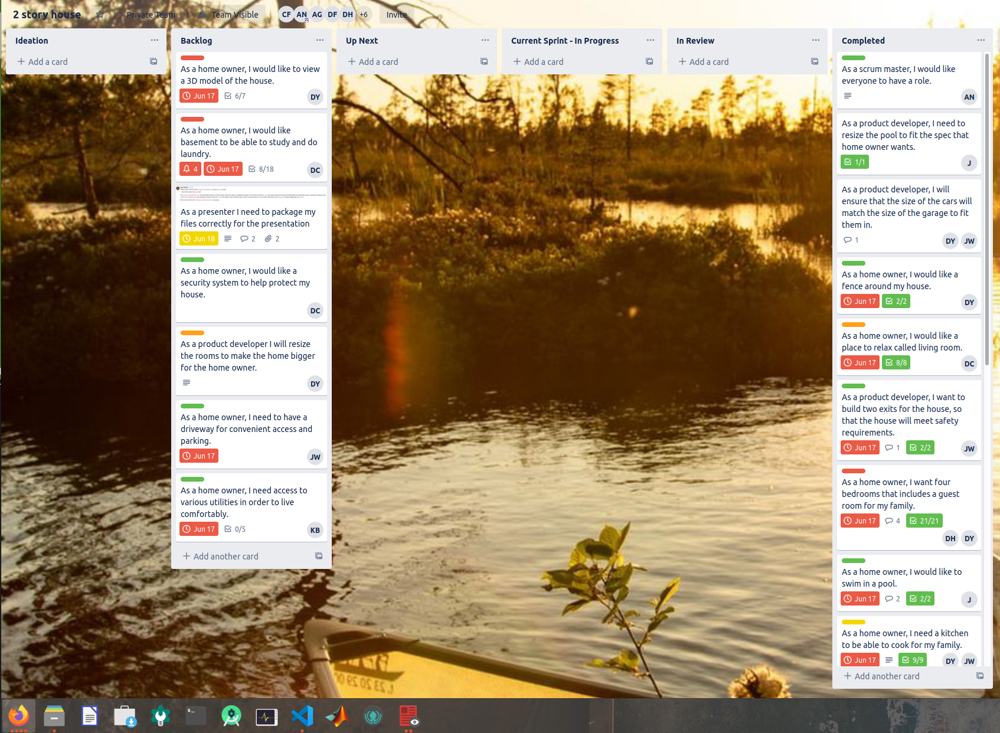 2 story house
Private Team
Team Visible
CF AN AG DF DH +6
Invite
Ideation
Add a card
Backlog
As a home owner, I would like to view
a 3D model of the house.
Jun 17 6/7 DY
As a home owner, I would like
basement to be able to study and do
laundry.
4 Jun 17 8/18 DC
As a presenter I need to package my
files correctly for the presentation
Jun 18 2 2
As a home owner, I would like a
security system to help protect my
house.
DC
As a product developer I will resize
the rooms to make the home bigger
for the home owner.
DY
As a home owner, I need to have a
driveway for convenient access and
parking.
Jun 17 JW
As a home owner, I need access to
various utilities in order to live
comfortably.
Jun 17 0/5 KB
Add another card
Up Next
Add a card
Current Sprint - In Progress
Add a card
In Review
Add a card
Completed
As a scrum master, I would like
everyone to have a role.
AN
As a product developer, I need to
resize the pool to fit the spec that
home owner wants.
1/1 J
As a product developer, I will
ensure that the size of the cars will
match the size of the garage to fit
them in.
1 DY JW
As a home owner, I would like a
fence around my house.
Jun 17 2/2 DY
As a home owner, I would like a
place to relax called living room.
Jun 17 8/8 DC
As a product developer, I want to
build two exits for the house, so
that the house will meet safety
requirements.
Jun 17 1 2/2 JW
As a home owner, I want four
bedrooms that includes a guest
room for my family.
Jun 17 4 21/21
DH DY
As a home owner, I would like to
swim in a pool.
Jun 17 2 2/2 J
As a home owner, I need a kitchen
to be able to cook for my family.
Jun 17 9/9 DY JW
Add another card